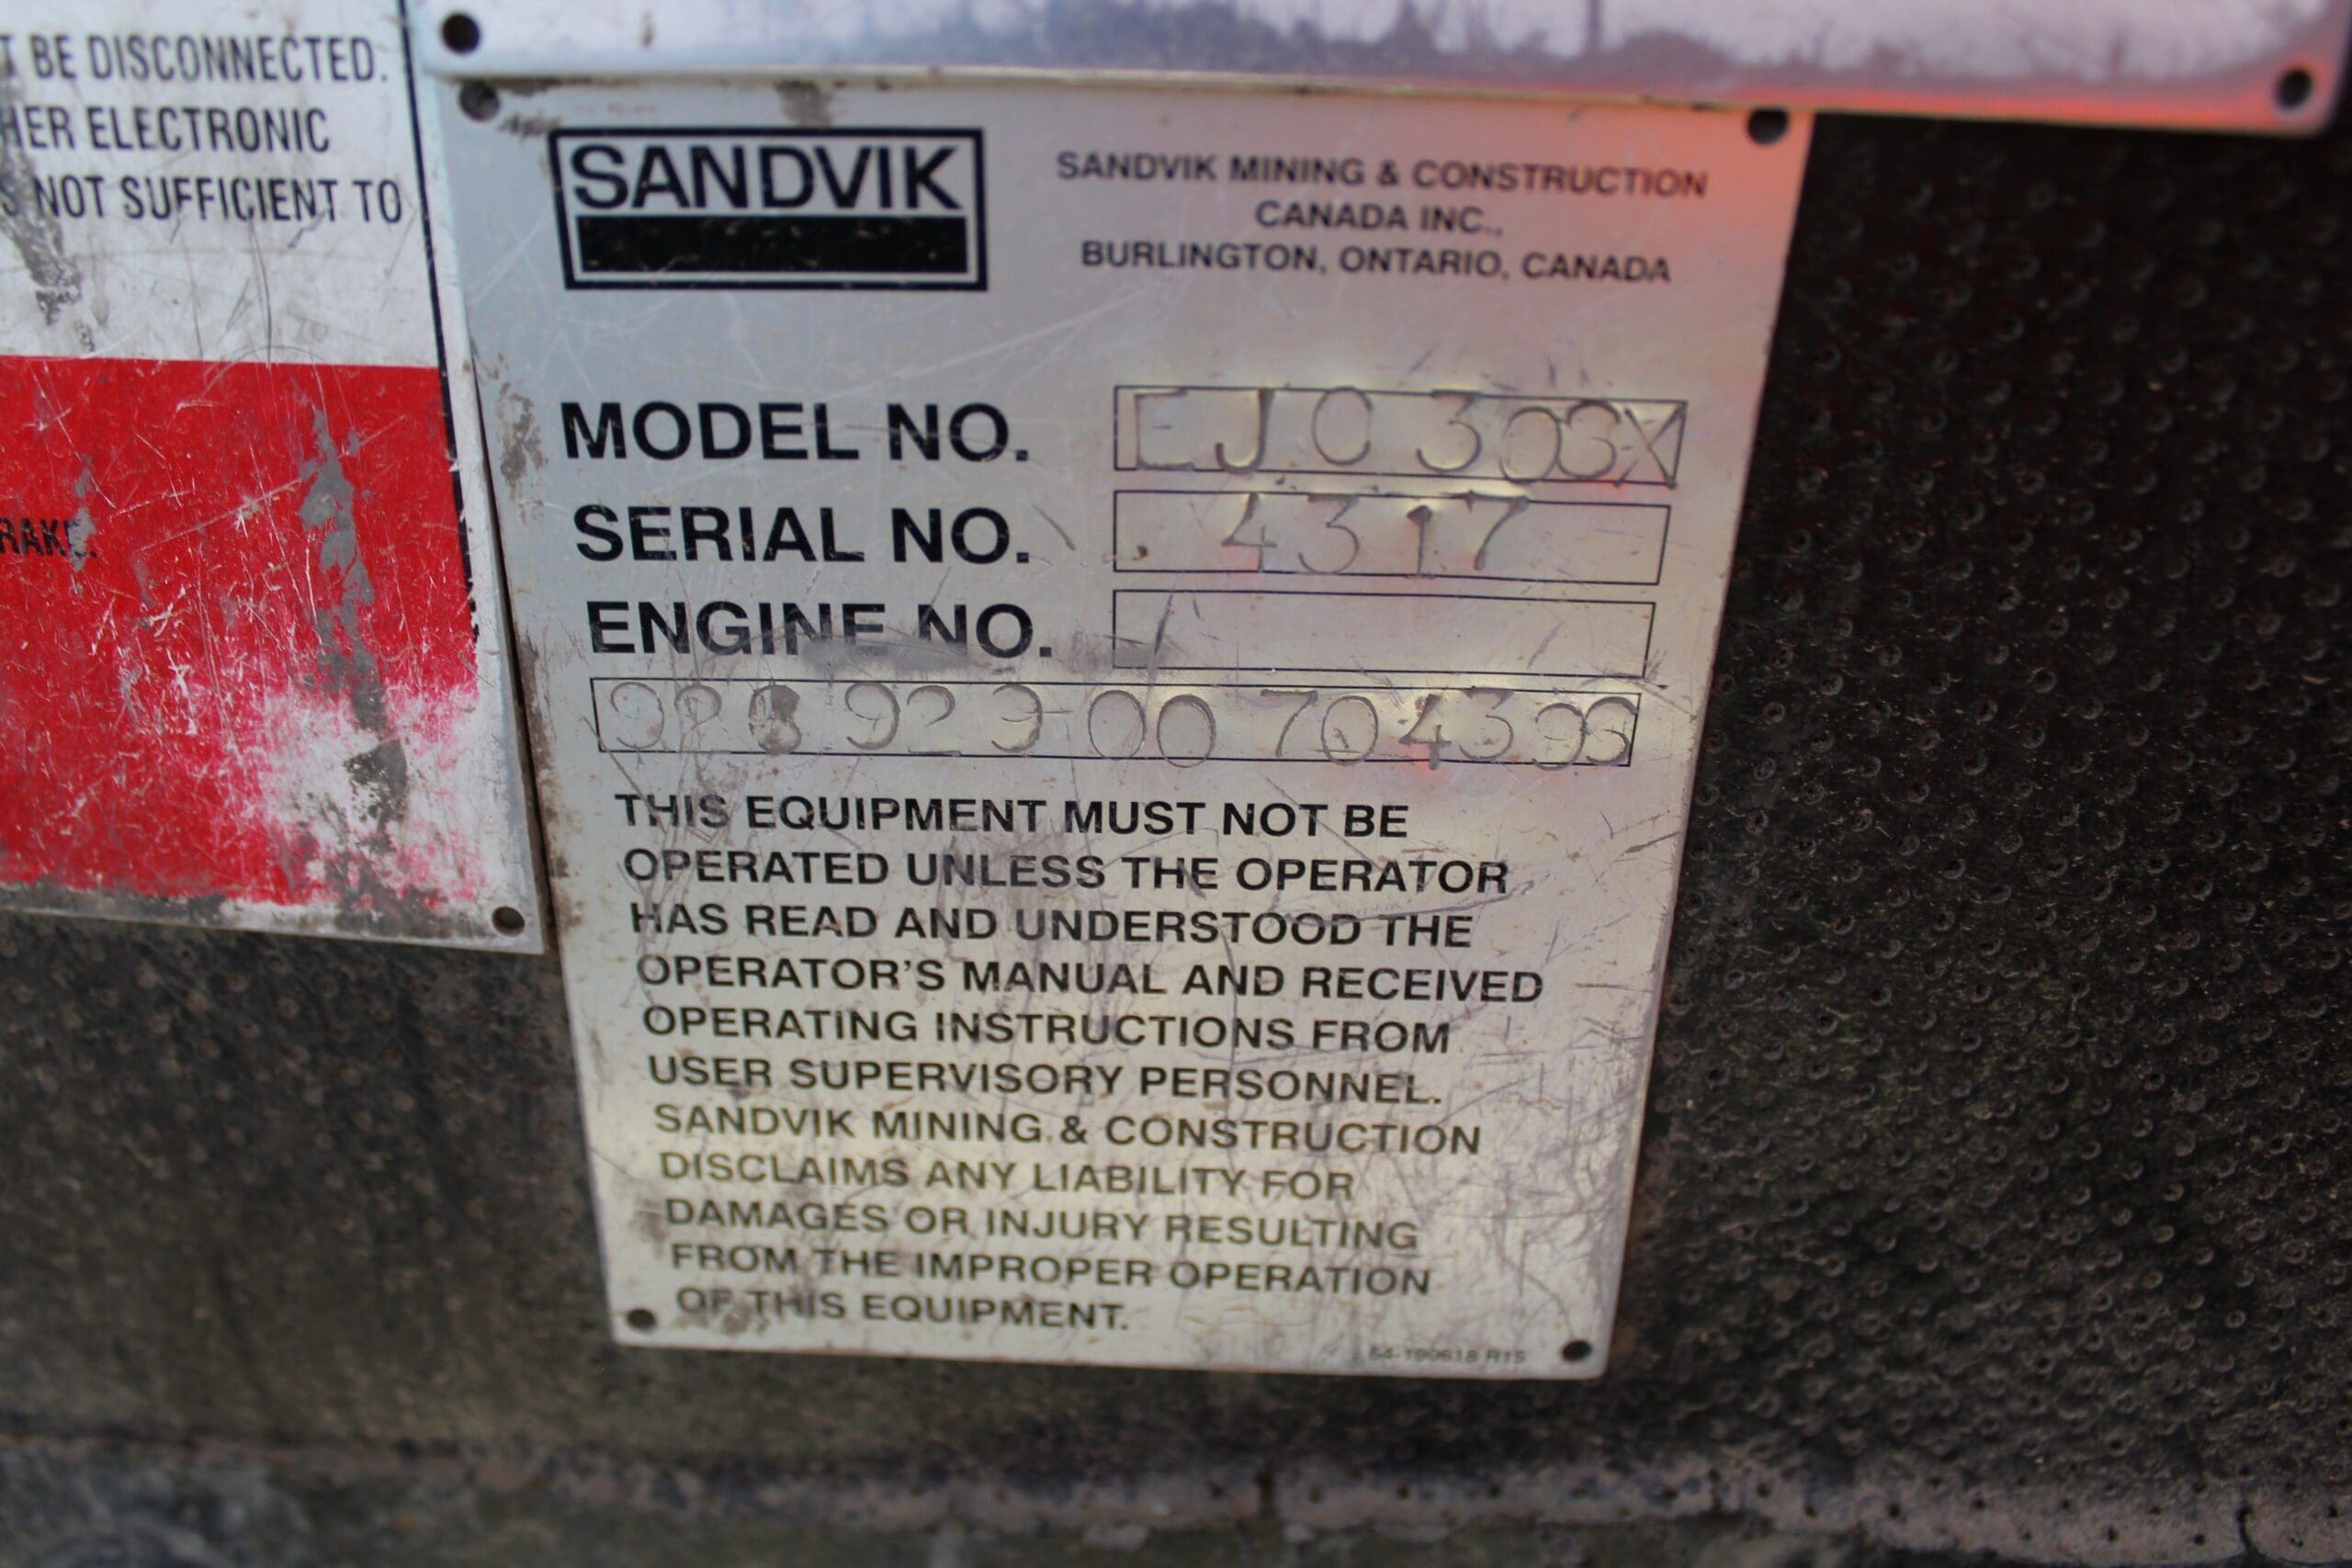 T BE DISCONNECTED.
HER ELECTRONIC
S NOT SUFFICIENT TO
RAKE.
SANDVIK
SANDVIK MINING & CONSTRUCTION
CANADA INC.,
BURLINGTON, ONTARIO, CANADA
MODEL NO.
SERIAL NO. 4317
ENGINE NO.
THIS EQUIPMENT MUST NOT BE
OPERATED UNLESS THE OPERATOR
HAS READ AND UNDERSTOOD THE
OPERATOR'S MANUAL AND RECEIVED
OPERATING INSTRUCTIONS FROM
USER SUPERVISORY PERSONNEL.
SANDVIK MINING & CONSTRUCTION
DISCLAIMS ANY LIABILITY FOR
DAMAGES OR INJURY RESULTING
FROM THE IMPROPER OPERATION
OF THIS EQUIPMENT.